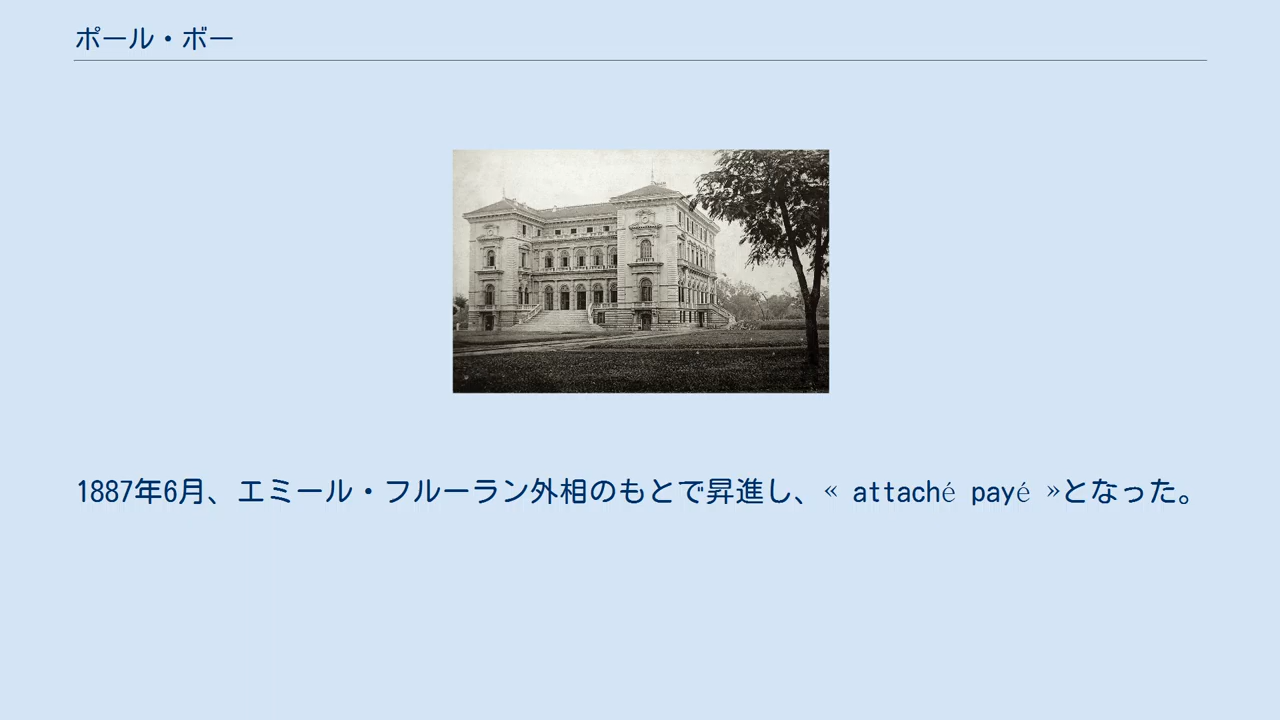 ポール・ボー
1887年6月、エミール・フルーラン外相のもとで昇進し、« attaché payé »となった。